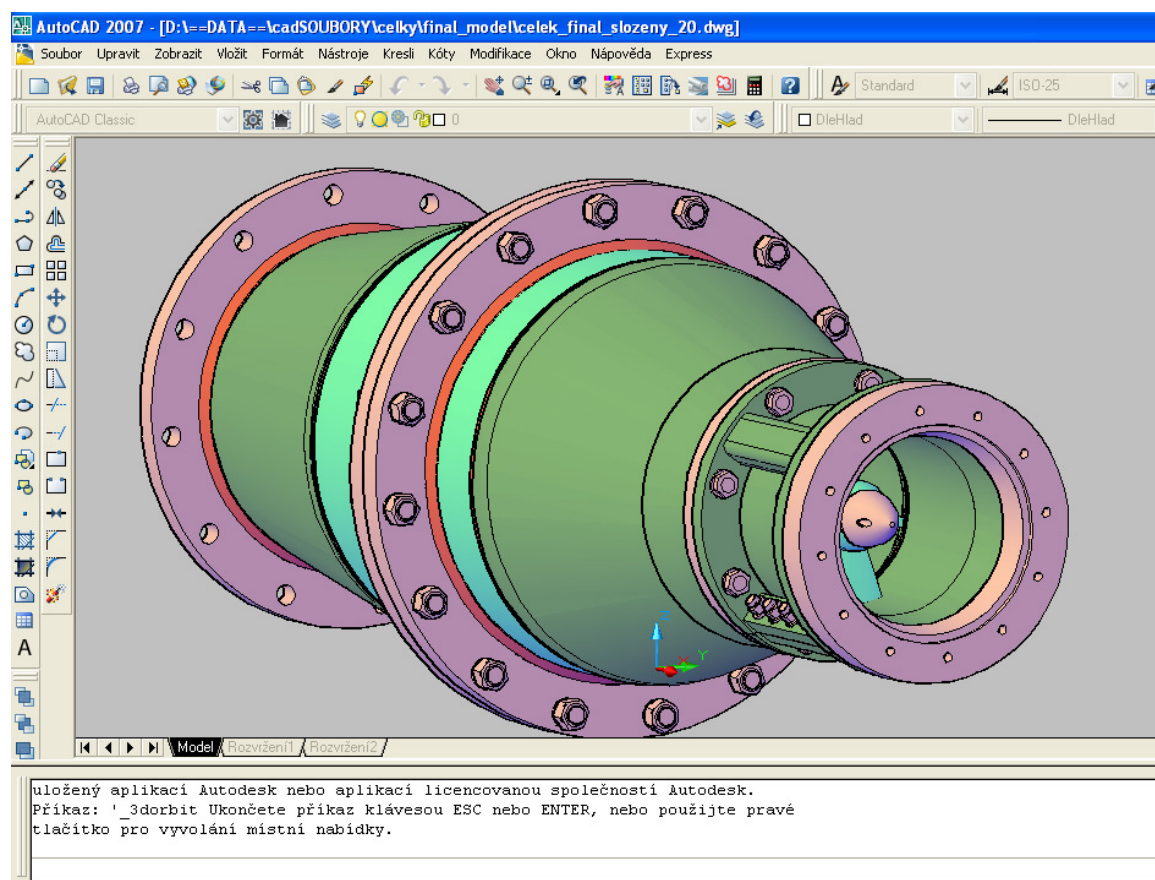 AutoCAD 2007 - [D:\==DATA==\cadSOUBORY\celky\final_model\celek_final_slozeny_20.dwg]
Soubor Upravit Zobrazit Vložit Formát Nástroje Kresli Kóty Modifikace Okno Nápověda Express
Standard ISO-25
AutoCAD Classic 0 DleHlad DleHlad
A
Z X Y
Model Rozvržení1 Rozvržení2
uložený aplikací Autodesk nebo aplikací licencovanou společností Autodesk.
Příkaz: '_3dorbit Ukončete příkaz klávesou ESC nebo ENTER, nebo použijte pravé
tlačítko pro vyvolání místní nabídky.